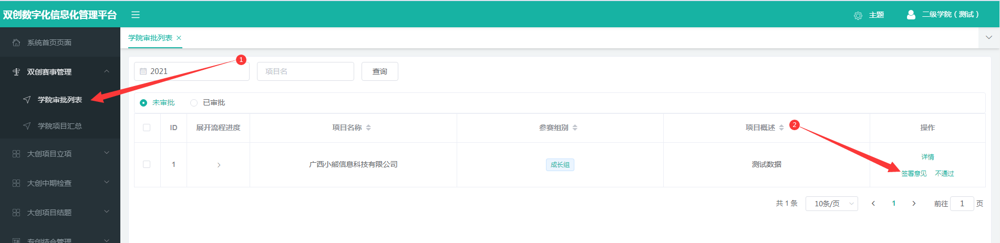 双创数字化信息化管理平台
主题
二级学院（测试）
系统首页页面
双创赛事管理
学院审批列表
学院项目汇总
大创项目立项
大创中期检查
大创项目结题
专创结合管理
学院审批列表
1
2021
项目名
查询
未审批
已审批
ID
展开流程进度
项目名称
参赛组别
项目概述
2
操作
1
广西小熊信息科技有限公司
成长组
测试数据
详情
签署意见 不通过
共 1 条
10条/页
1
前往 1 页